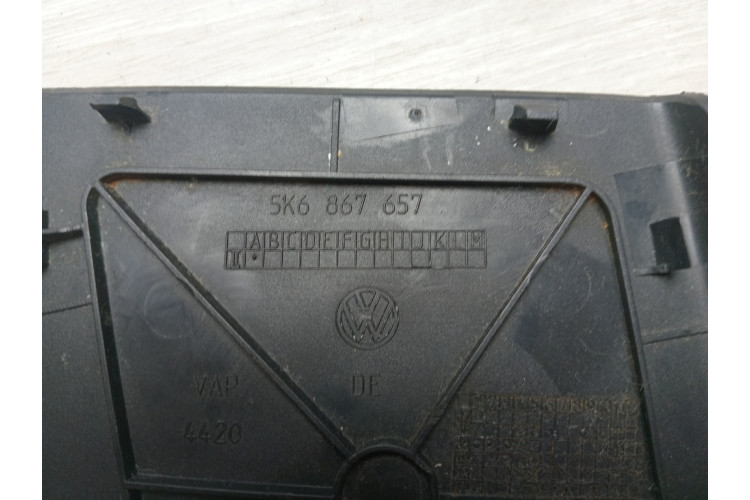 5K6 867 657
A B C D E F G H I J K L M
VW
VAP DE
4420